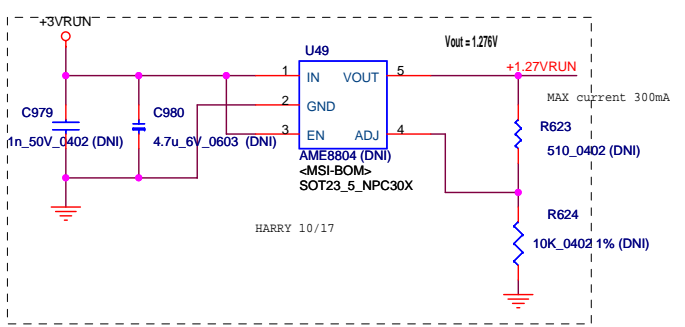 +3VRUN
U49
Vout = 1.276V
1 IN VOUT 5
+1.27VRUN
2 GND
MAX current 300mA
C979
C980
R623
1n_50V_0402 (DNI)
4.7u_6V_0603 (DNI)
3 EN ADJ 4
510_0402 (DNI)
AME8804 (DNI)
<MSI-BOM>
SOT23_5_NPC30X
R624
HARRY 10/17
10K_0402 1% (DNI)